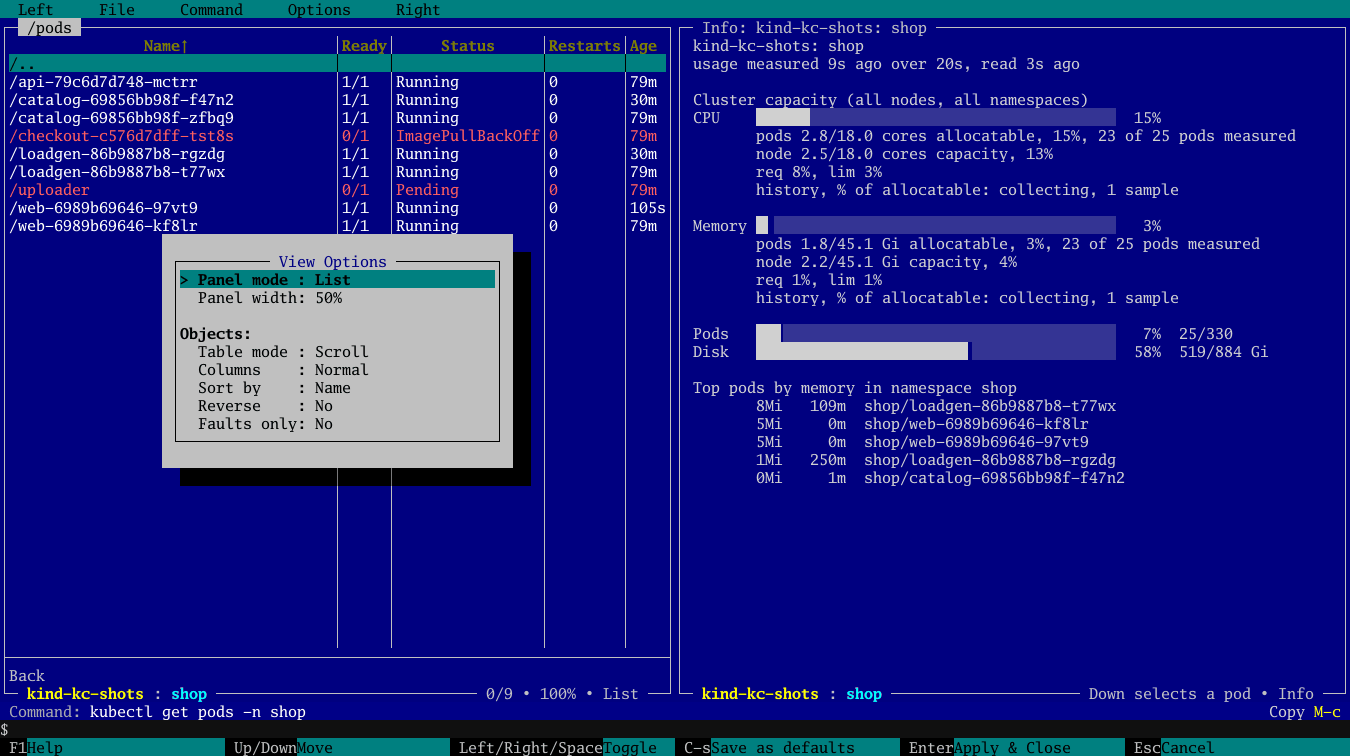 Left File Command Options Right
/pods
Name↑ Ready Status Restarts Age
/..
/api-79c6d7d748-mctrr 1/1 Running 0 79m
/catalog-69856bb98f-f47n2 1/1 Running 0 30m
/catalog-69856bb98f-zfbq9 1/1 Running 0 79m
/checkout-c576d7dff-tst8s 0/1 ImagePullBackOff 0 79m
/loadgen-86b9887b8-rgzdg 1/1 Running 0 30m
/loadgen-86b9887b8-t77wx 1/1 Running 0 79m
/uploader 0/1 Pending 0 79m
/web-6989b69646-97vt9 1/1 Running 0 105s
/web-6989b69646-kf8lr 1/1 Running 0 79m
View Options
> Panel mode : List
Panel width: 50%
Objects:
Table mode : Scroll
Columns : Normal
Sort by : Name
Reverse : No
Faults only: No
Back
kind-kc-shots : shop 0/9 • 100% • List
Info: kind-kc-shots: shop
kind-kc-shots: shop
usage measured 9s ago over 20s, read 3s ago
Cluster capacity (all nodes, all namespaces)
CPU 15%
pods 2.8/18.0 cores allocatable, 15%, 23 of 25 pods measured
node 2.5/18.0 cores capacity, 13%
req 8%, lim 3%
history, % of allocatable: collecting, 1 sample
Memory 3%
pods 1.8/45.1 Gi allocatable, 3%, 23 of 25 pods measured
node 2.2/45.1 Gi capacity, 4%
req 1%, lim 1%
history, % of allocatable: collecting, 1 sample
Pods 7% 25/330
Disk 58% 519/884 Gi
Top pods by memory in namespace shop
8Mi 109m shop/loadgen-86b9887b8-t77wx
5Mi 0m shop/web-6989b69646-kf8lr
5Mi 0m shop/web-6989b69646-97vt9
1Mi 250m shop/loadgen-86b9887b8-rgzdg
0Mi 1m shop/catalog-69856bb98f-f47n2
kind-kc-shots : shop Down selects a pod • Info
Command: kubectl get pods -n shop Copy M-c
$
F1Help Up/DownMove Left/Right/SpaceToggle C-sSave as defaults EnterApply & Close EscCancel